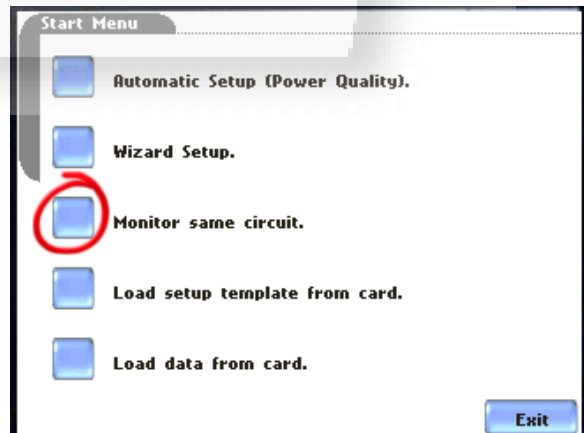 Start Menu
Automatic Setup (Power Quality).
Wizard Setup.
Monitor same circuit.
Load setup template from card.
Load data from card.
Exit